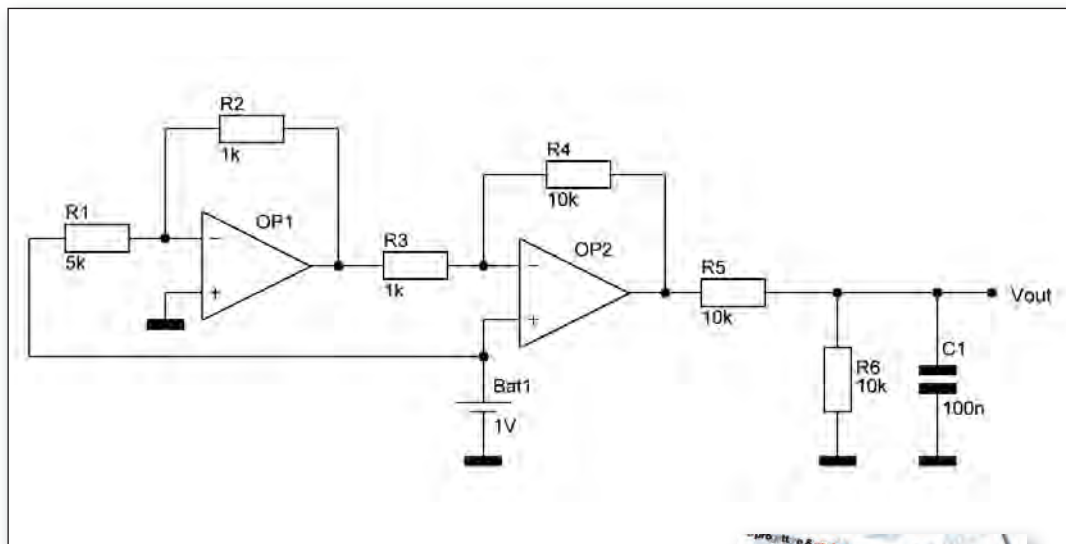 R2
1k
R4
10k
R1
5k
OP1
−
+
R3
1k
OP2
−
+
R5
10k
Vout
Bat1
1V
R6
10k
C1
100n